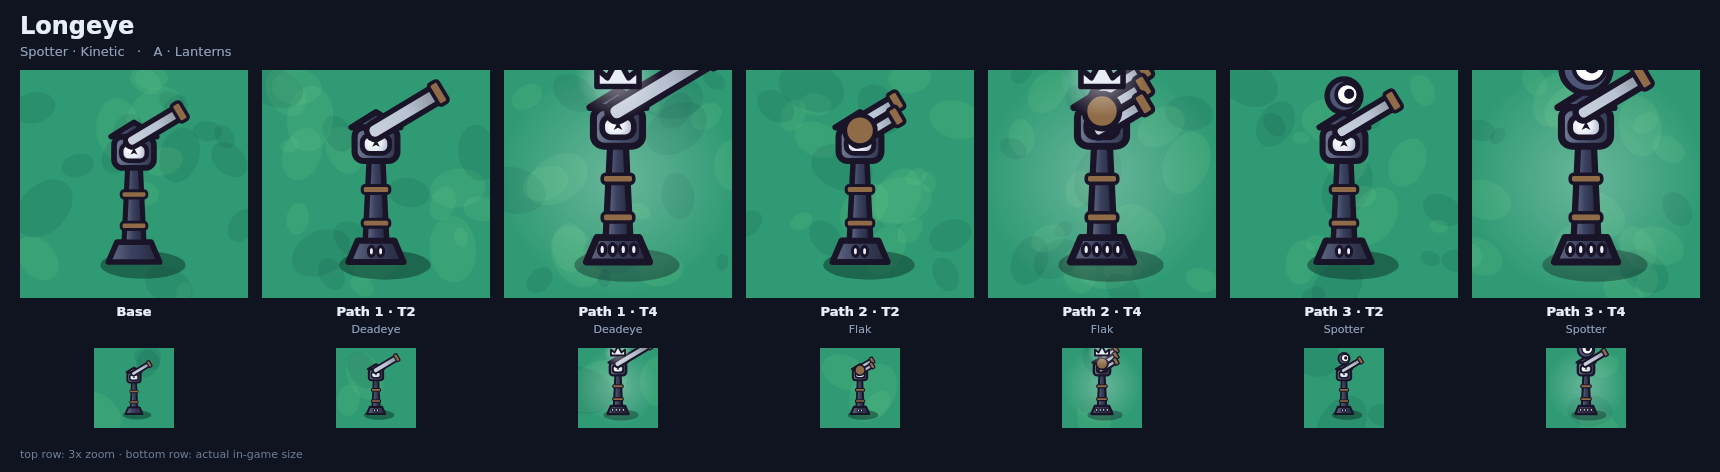 Longeye
Spotter · Kinetic · A · Lanterns
Base
Path 1 · T2
Deadeye
Path 1 · T4
Deadeye
Path 2 · T2
Flak
Path 2 · T4
Flak
Path 3 · T2
Spotter
Path 3 · T4
Spotter
top row: 3x zoom · bottom row: actual in-game size